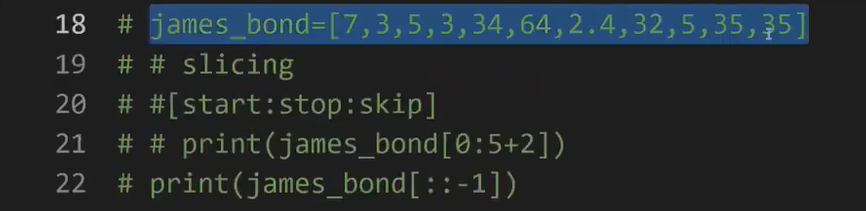 18 # james_bond=[7,3,5,3,34,64,2.4,32,5,35,35]
19 # # slicing
20 # #[start:stop:skip]
21 # # print(james_bond[0:5+2])
22 # print(james_bond[::-1])